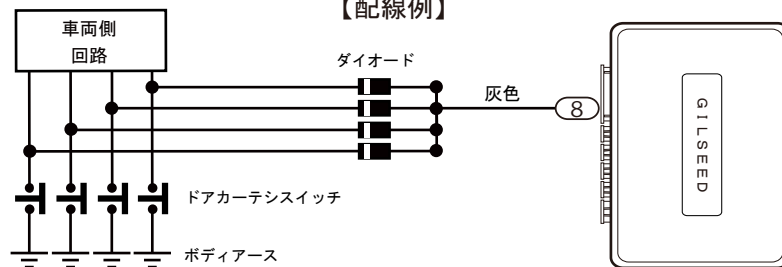 【配線例】
車両側
回路
ダイオード
灰色
8
GILSEED
ドアカーテシスイッチ
ボディアース